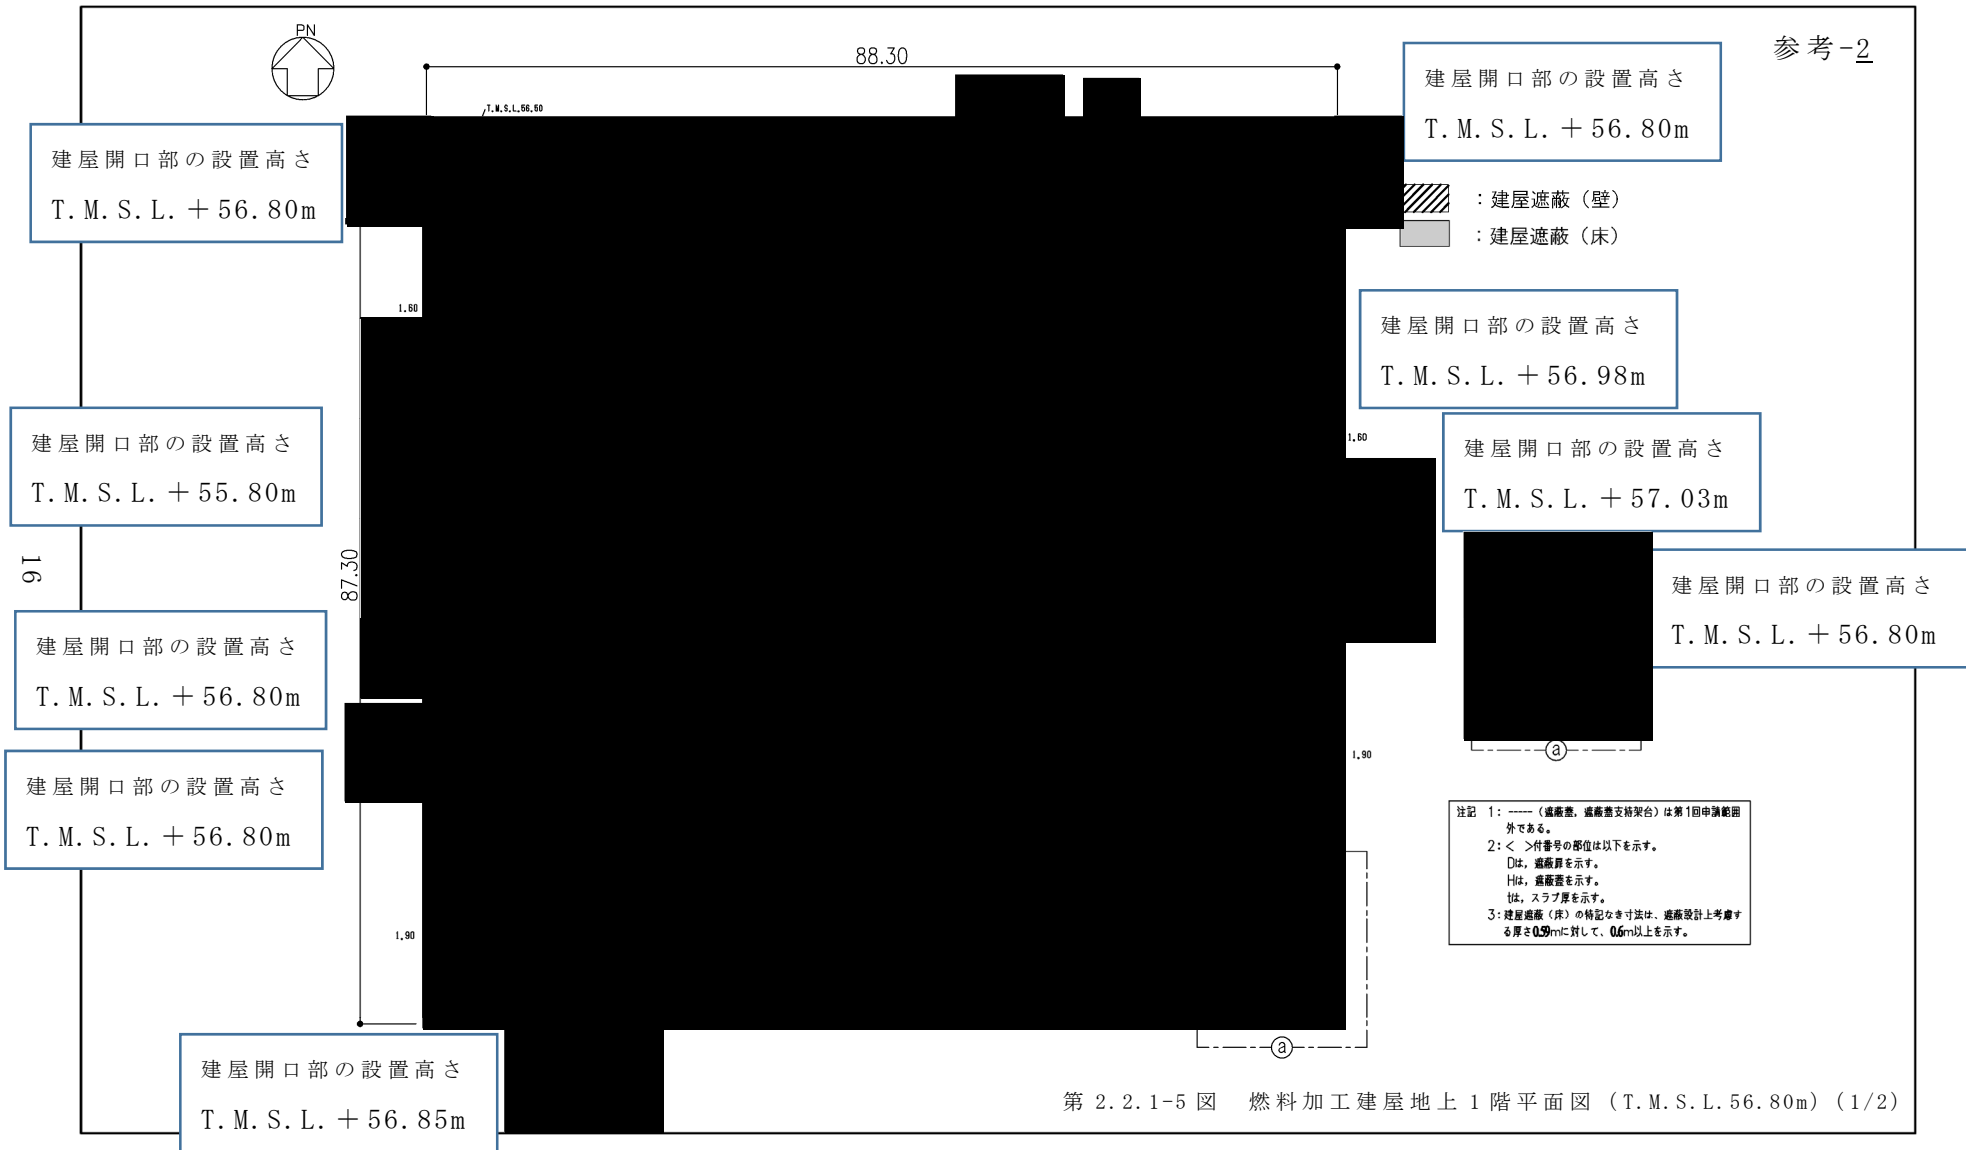 参考-2
PN
88.30
T.M.S.L.56.50
建屋開口部の設置高さ
T.M.S.L.＋56.80m
建屋開口部の設置高さ
T.M.S.L.＋56.80m
：建屋遮蔽（壁）
：建屋遮蔽（床）
1.60
建屋開口部の設置高さ
T.M.S.L.＋56.98m
1.60
建屋開口部の設置高さ
T.M.S.L.＋55.80m
建屋開口部の設置高さ
T.M.S.L.＋57.03m
16
87.30
建屋開口部の設置高さ
T.M.S.L.＋56.80m
建屋開口部の設置高さ
T.M.S.L.＋56.80m
a
1.90
建屋開口部の設置高さ
T.M.S.L.＋56.80m
注記 1：-----（遮蔽蓋，遮蔽蓋支持架台）は第1回申請範囲
外である。
2：＜ ＞付番号の部位は以下を示す。
Dは，遮蔽扉を示す。
Hは，遮蔽蓋を示す。
tは，スラブ厚を示す。
3：建屋遮蔽（床）の特記なき寸法は、遮蔽設計上考慮す
る厚さ0.59mに対して、0.6m以上を示す。
1.90
a
建屋開口部の設置高さ
T.M.S.L.＋56.85m
第 2.2.1-5 図 燃料加工建屋地上 1 階平面図（T.M.S.L.56.80m）（1/2）